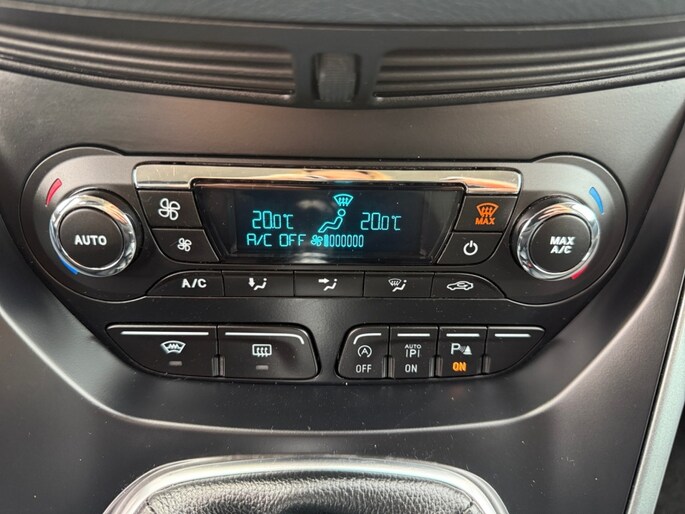 20.0°C 20.0°C
A/C OFF
AUTO
MAX
MAX A/C
A/C
OFF
AUTO
(P)
ON
P
ON